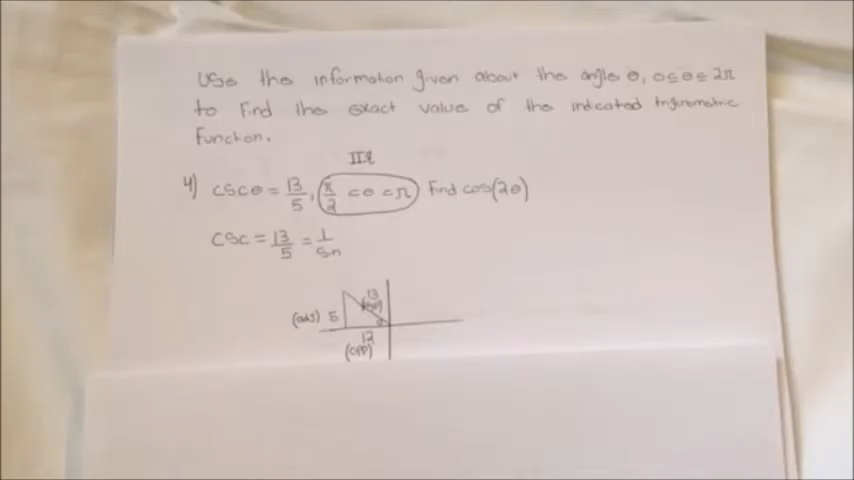 Use the information given about the angle θ, 0≤θ≤2π
to find the exact value of the indicated trigonometric
function.
IIQ
4) cscθ = 13/5, π/2 <θ<π Find cos(2θ)
csc = 13/5 = 1/sin
13
(adj) 5 (hyp)
12
(opp)